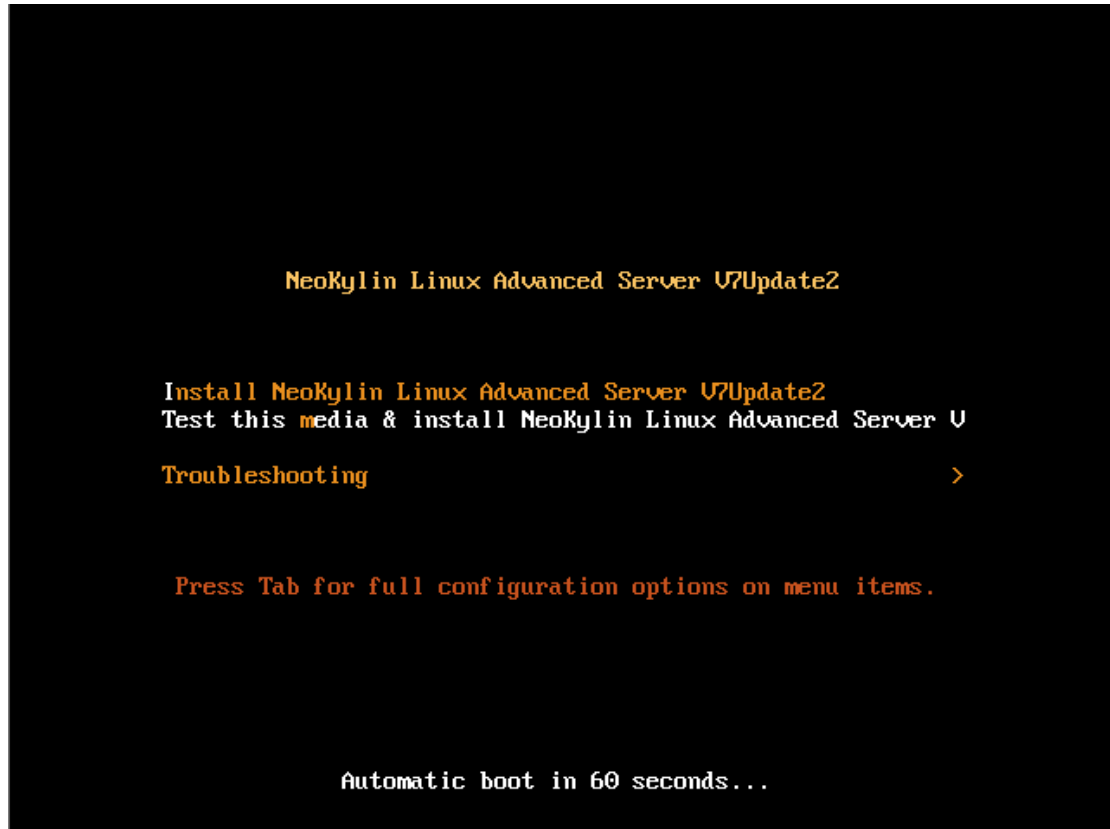 NeoKylin Linux Advanced Server V7Update2
Install NeoKylin Linux Advanced Server V7Update2
Test this media & install NeoKylin Linux Advanced Server V
Troubleshooting >
Press Tab for full configuration options on menu items.
Automatic boot in 60 seconds...